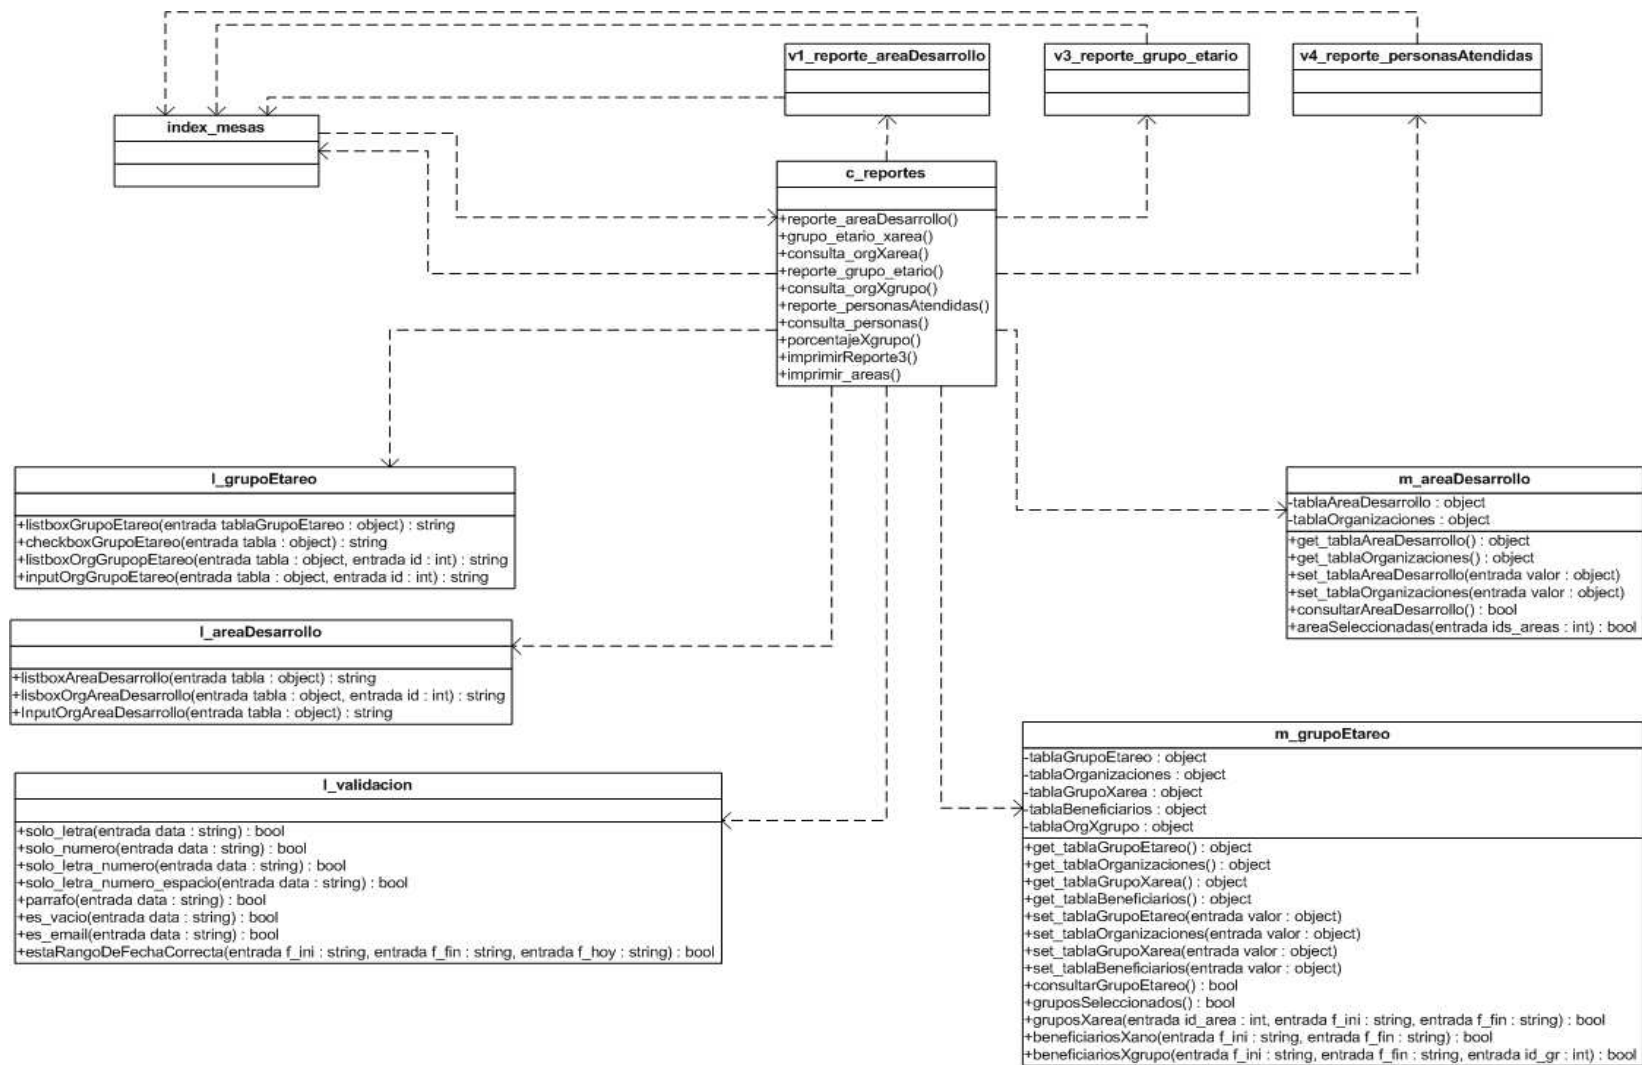 v1_reporte_areaDesarrollo
v3_reporte_grupo_etario
v4_reporte_personasAtendidas
index_mesas
c_reportes
+reporte_areaDesarrollo()
+grupo_etario_xarea()
+consulta_orgXarea()
+reporte_grupo_etario()
+consulta_orgXgrupo()
+reporte_personasAtendidas()
+consulta_personas()
+porcentajeXgrupo()
+imprimirReporte3()
+imprimir_areas()
l_grupoEtareo
+listboxGrupoEtareo(entrada tablaGrupoEtareo : object) : string
+checkboxGrupoEtareo(entrada tabla : object) : string
+listboxOrgGrupopEtareo(entrada tabla : object, entrada id : int) : string
+inputOrgGrupoEtareo(entrada tabla : object, entrada id : int) : string
m_areaDesarrollo
-tablaAreaDesarrollo : object
-tablaOrganizaciones : object
+get_tablaAreaDesarrollo() : object
+get_tablaOrganizaciones() : object
+set_tablaAreaDesarrollo(entrada valor : object)
+set_tablaOrganizaciones(entrada valor : object)
+consultarAreaDesarrollo() : bool
+areaSeleccionadas(entrada ids_areas : int) : bool
l_areaDesarrollo
+listboxAreaDesarrollo(entrada tabla : object) : string
+lisboxOrgAreaDesarrollo(entrada tabla : object, entrada id : int) : string
+InputOrgAreaDesarrollo(entrada tabla : object) : string
l_validacion
+solo_letra(entrada data : string) : bool
+solo_numero(entrada data : string) : bool
+solo_letra_numero(entrada data : string) : bool
+solo_letra_numero_espacio(entrada data : string) : bool
+parrafo(entrada data : string) : bool
+es_vacio(entrada data : string) : bool
+es_email(entrada data : string) : bool
+estaRangoDeFechaCorrecta(entrada f_ini : string, entrada f_fin : string, entrada f_hoy : string) : bool
m_grupoEtareo
-tablaGrupoEtareo : object
-tablaOrganizaciones : object
-tablaGrupoXarea : object
-tablaBeneficiarios : object
-tablaOrgXgrupo : object
+get_tablaGrupoEtareo() : object
+get_tablaOrganizaciones() : object
+get_tablaGrupoXarea() : object
+get_tablaBeneficiarios() : object
+set_tablaGrupoEtareo(entrada valor : object)
+set_tablaOrganizaciones(entrada valor : object)
+set_tablaGrupoXarea(entrada valor : object)
+set_tablaBeneficiarios(entrada valor : object)
+consultarGrupoEtareo() : bool
+gruposSeleccionados() : bool
+gruposXarea(entrada id_area : int, entrada f_ini : string, entrada f_fin : string) : bool
+beneficiariosXano(entrada f_ini : string, entrada f_fin : string) : bool
+beneficiariosXgrupo(entrada f_ini : string, entrada f_fin : string, entrada id_gr : int) : bool